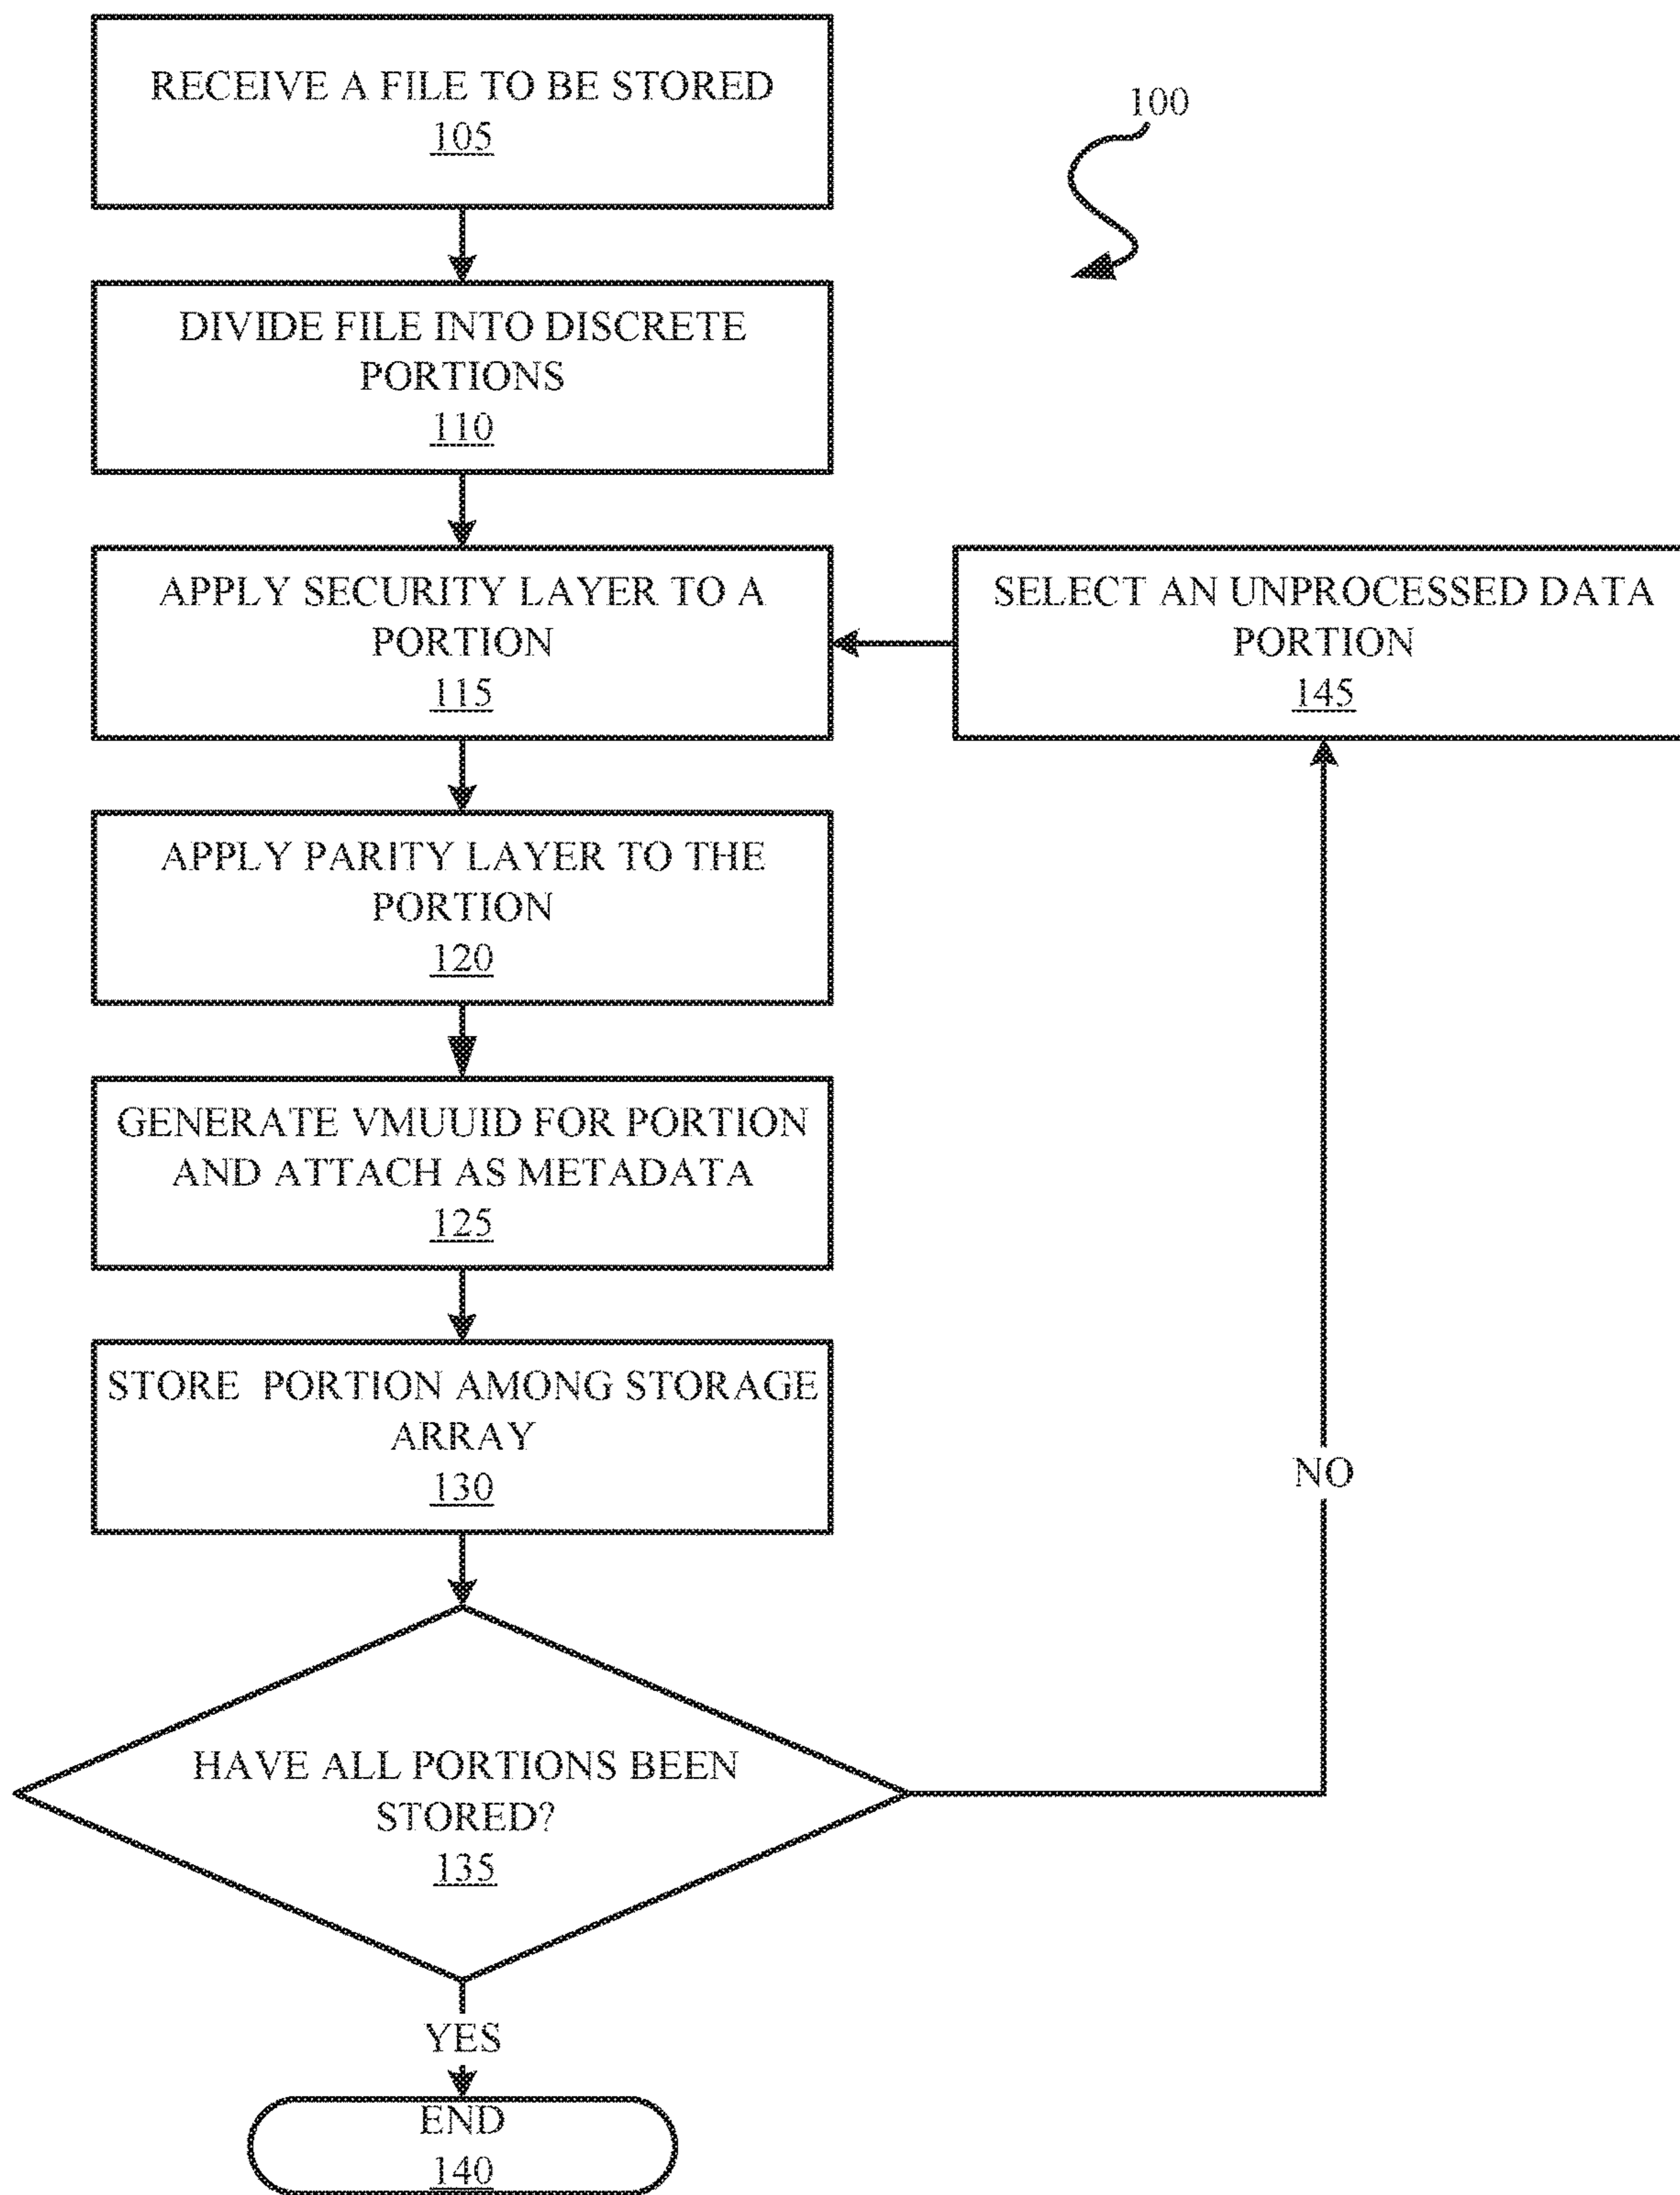 RECEIVE A FILE TO BE STORED
105
100
DIVIDE FILE INTO DISCRETE
PORTIONS
110
APPLY SECURITY LAYER TO A
PORTION
115
SELECT AN UNPROCESSED DATA
PORTION
145
APPLY PARITY LAYER TO THE
PORTION
120
GENERATE VMUUID FOR PORTION
AND ATTACH AS METADATA
125
STORE PORTION AMONG STORAGE
ARRAY
130
NO
HAVE ALL PORTIONS BEEN
STORED?
135
YES
END
140